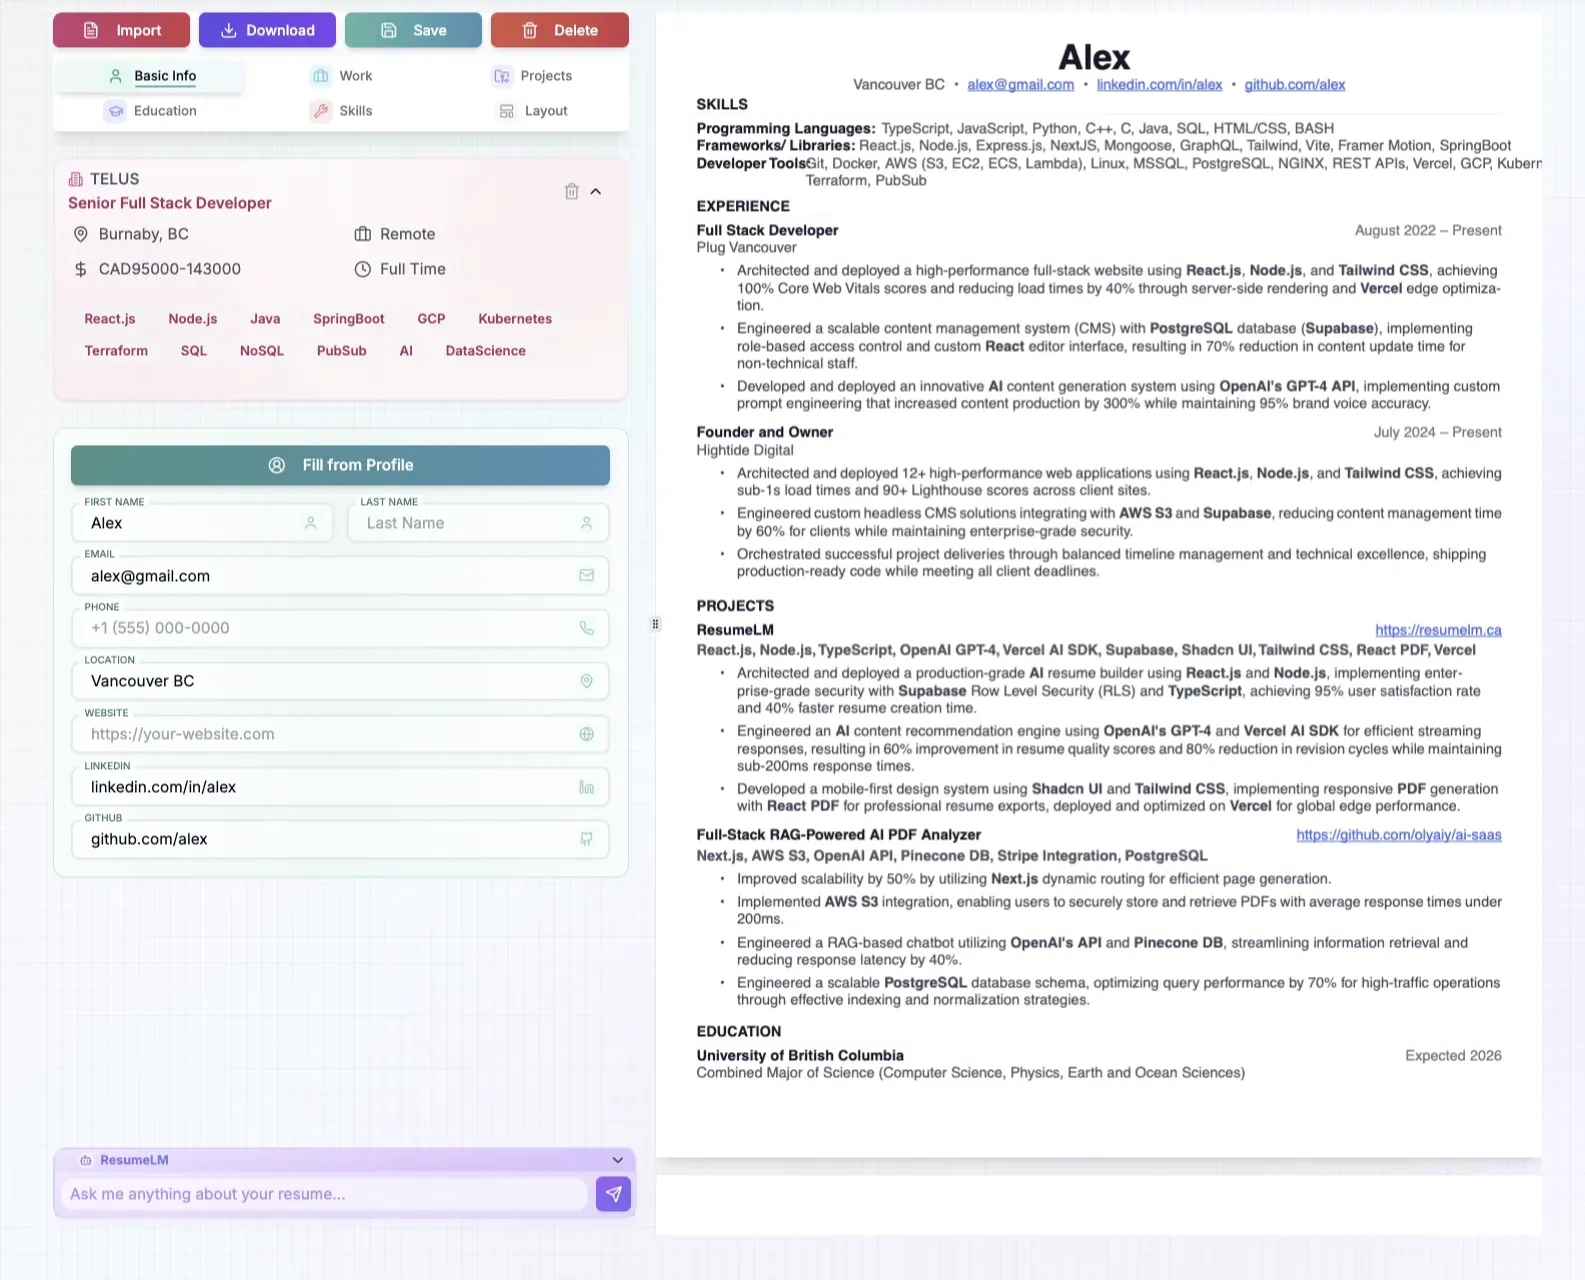 Import
Download
Save
Delete
Basic Info
Work
Projects
Education
Skills
Layout
TELUS
Senior Full Stack Developer
Burnaby, BC
Remote
CAD95000-143000
Full Time
React.js Node.js Java SpringBoot GCP Kubernetes
Terraform SQL NoSQL PubSub AI DataScience
Fill from Profile
FIRST NAME
Alex
LAST NAME
Last Name
EMAIL
alex@gmail.com
PHONE
+1 (555) 000-0000
LOCATION
Vancouver BC
WEBSITE
https://your-website.com
LINKEDIN
linkedin.com/in/alex
GITHUB
github.com/alex
ResumeLM
Ask me anything about your resume...
Alex
Vancouver BC • alex@gmail.com • linkedin.com/in/alex • github.com/alex
SKILLS
Programming Languages: TypeScript, JavaScript, Python, C++, C, Java, SQL, HTML/CSS, BASH
Frameworks/ Libraries: React.js, Node.js, Express.js, NextJS, Mongoose, GraphQL, Tailwind, Vite, Framer Motion, SpringBoot
Developer Tools Git, Docker, AWS (S3, EC2, ECS, Lambda), Linux, MSSQL, PostgreSQL, NGINX, REST APIs, Vercel, GCP, Kubern
Terraform, PubSub
EXPERIENCE
Full Stack Developer August 2022 – Present
Plug Vancouver
• Architected and deployed a high-performance full-stack website using React.js, Node.js, and Tailwind CSS, achieving
100% Core Web Vitals scores and reducing load times by 40% through server-side rendering and Vercel edge optimiza-
tion.
• Engineered a scalable content management system (CMS) with PostgreSQL database (Supabase), implementing
role-based access control and custom React editor interface, resulting in 70% reduction in content update time for
non-technical staff.
• Developed and deployed an innovative AI content generation system using OpenAI's GPT-4 API, implementing custom
prompt engineering that increased content production by 300% while maintaining 95% brand voice accuracy.
Founder and Owner July 2024 – Present
Hightide Digital
• Architected and deployed 12+ high-performance web applications using React.js, Node.js, and Tailwind CSS, achieving
sub-1s load times and 90+ Lighthouse scores across client sites.
• Engineered custom headless CMS solutions integrating with AWS S3 and Supabase, reducing content management time
by 60% for clients while maintaining enterprise-grade security.
• Orchestrated successful project deliveries through balanced timeline management and technical excellence, shipping
production-ready code while meeting all client deadlines.
PROJECTS
ResumeLM https://resumelm.ca
React.js, Node.js, TypeScript, OpenAI GPT-4, Vercel AI SDK, Supabase, Shadcn UI, Tailwind CSS, React PDF, Vercel
• Architected and deployed a production-grade AI resume builder using React.js and Node.js, implementing enter-
prise-grade security with Supabase Row Level Security (RLS) and TypeScript, achieving 95% user satisfaction rate
and 40% faster resume creation time.
• Engineered an AI content recommendation engine using OpenAI's GPT-4 and Vercel AI SDK for efficient streaming
responses, resulting in 60% improvement in resume quality scores and 80% reduction in revision cycles while maintaining
sub-200ms response times.
• Developed a mobile-first design system using Shadcn UI and Tailwind CSS, implementing responsive PDF generation
with React PDF for professional resume exports, deployed and optimized on Vercel for global edge performance.
Full-Stack RAG-Powered AI PDF Analyzer https://github.com/olyaiy/ai-saas
Next.js, AWS S3, OpenAI API, Pinecone DB, Stripe Integration, PostgreSQL
• Improved scalability by 50% by utilizing Next.js dynamic routing for efficient page generation.
• Implemented AWS S3 integration, enabling users to securely store and retrieve PDFs with average response times under
200ms.
• Engineered a RAG-based chatbot utilizing OpenAI's API and Pinecone DB, streamlining information retrieval and
reducing response latency by 40%.
• Engineered a scalable PostgreSQL database schema, optimizing query performance by 70% for high-traffic operations
through effective indexing and normalization strategies.
EDUCATION
University of British Columbia Expected 2026
Combined Major of Science (Computer Science, Physics, Earth and Ocean Sciences)